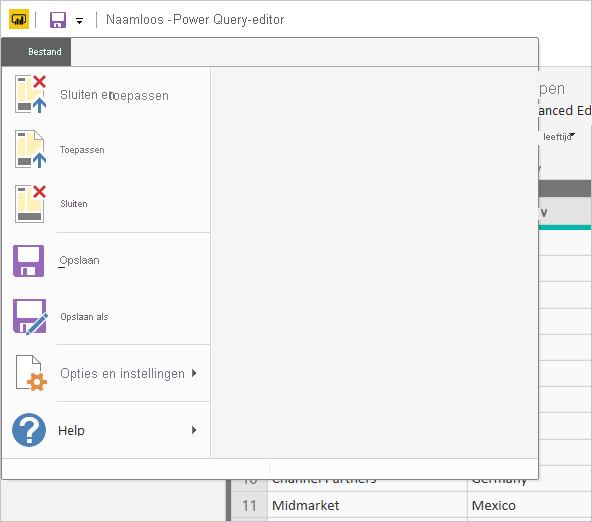 Naamloos - Power Query-editor
Bestand
Sluiten en toepassen
pen
anced Ed
Toepassen
leeftijd
Sluiten
Opslaan
Opslaan als
Opties en instellingen
Help
Channel Partners Germany
11 Midmarket Mexico